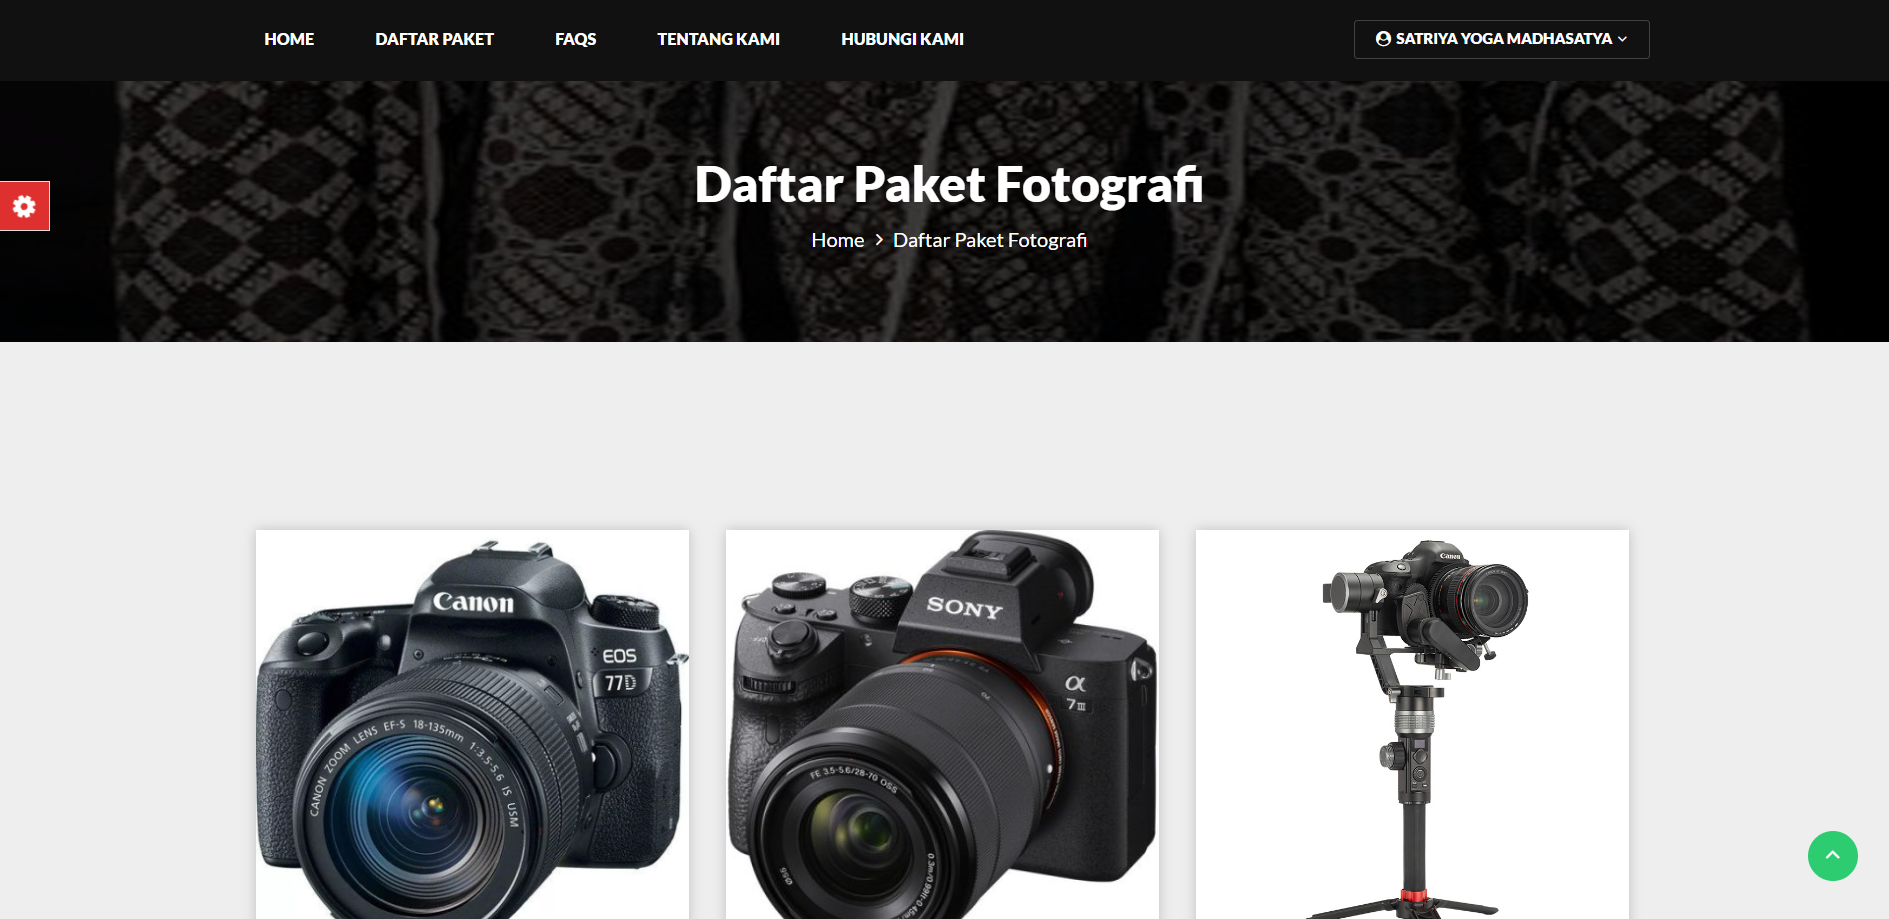 HOME DAFTAR PAKET FAQS TENTANG KAMI HUBUNGI KAMI SATRIYA YOGA MADHASATYA
Daftar Paket Fotografi
Home > Daftar Paket Fotografi
Canon
EOS
77D
CANON ZOOM LENS EF-S 18-135mm 1:3.5-5.6 IS USM
SONY
α
7III
FE 3.5-5.6/28-70 OSS
Canon